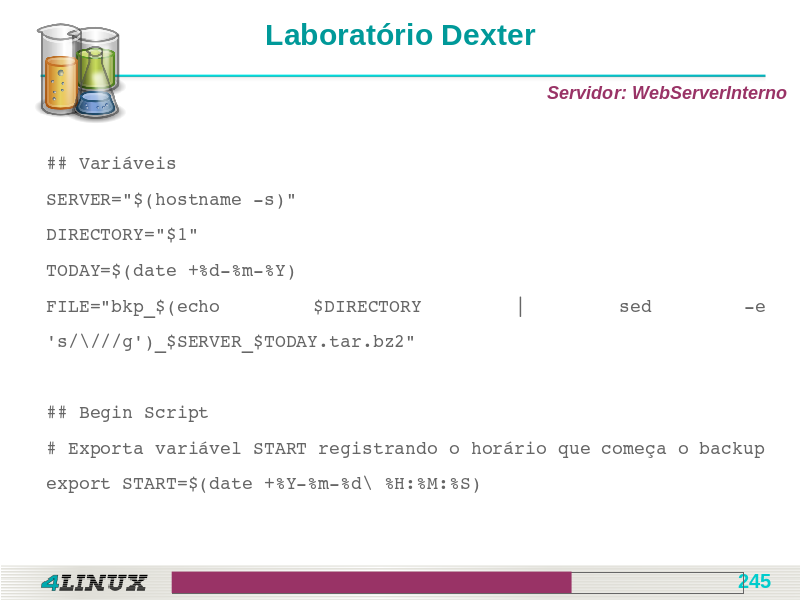 Laboratório Dexter
Servidor: WebServerInterno
## Variáveis
SERVER="$(hostname -s)"
DIRECTORY="$1"
TODAY=$(date +%d-%m-%Y)
FILE="bkp_$(echo $DIRECTORY | sed -e
's/\///g')_$SERVER_$TODAY.tar.bz2"
## Begin Script
# Exporta variável START registrando o horário que começa o backup
export START=$(date +%Y-%m-%d\ %H:%M:%S)
4LINUX
245